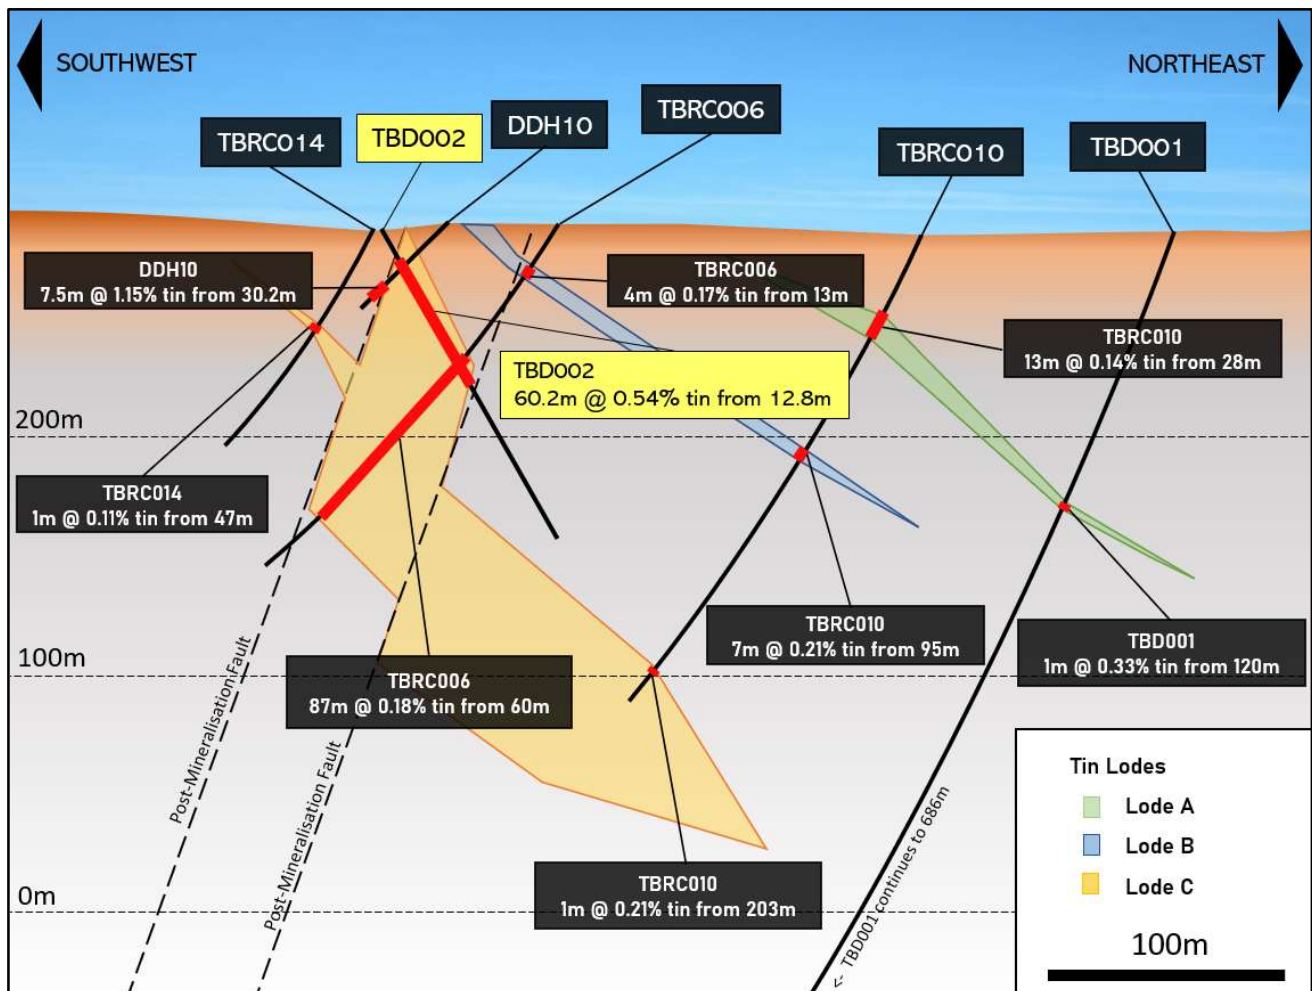 SOUTHWEST
NORTHEAST
TBRC014
TBD002
DDH10
TBRC006
TBRC010
TBD001
DDH10
7.5m @ 1.15% tin from 30.2m
TBRC006
4m @ 0.17% tin from 13m
TBRC010
13m @ 0.14% tin from 28m
TBD002
60.2m @ 0.54% tin from 12.8m
200m
TBRC014
1m @ 0.11% tin from 47m
TBRC010
7m @ 0.21% tin from 95m
TBD001
1m @ 0.33% tin from 120m
100m
TBRC006
87m @ 0.18% tin from 60m
Post-Mineralisation Fault
Post-Mineralisation Fault
0m
TBRC010
1m @ 0.21% tin from 203m
<- TBD001 continues to 686m
Tin Lodes
Lode A
Lode B
Lode C
100m